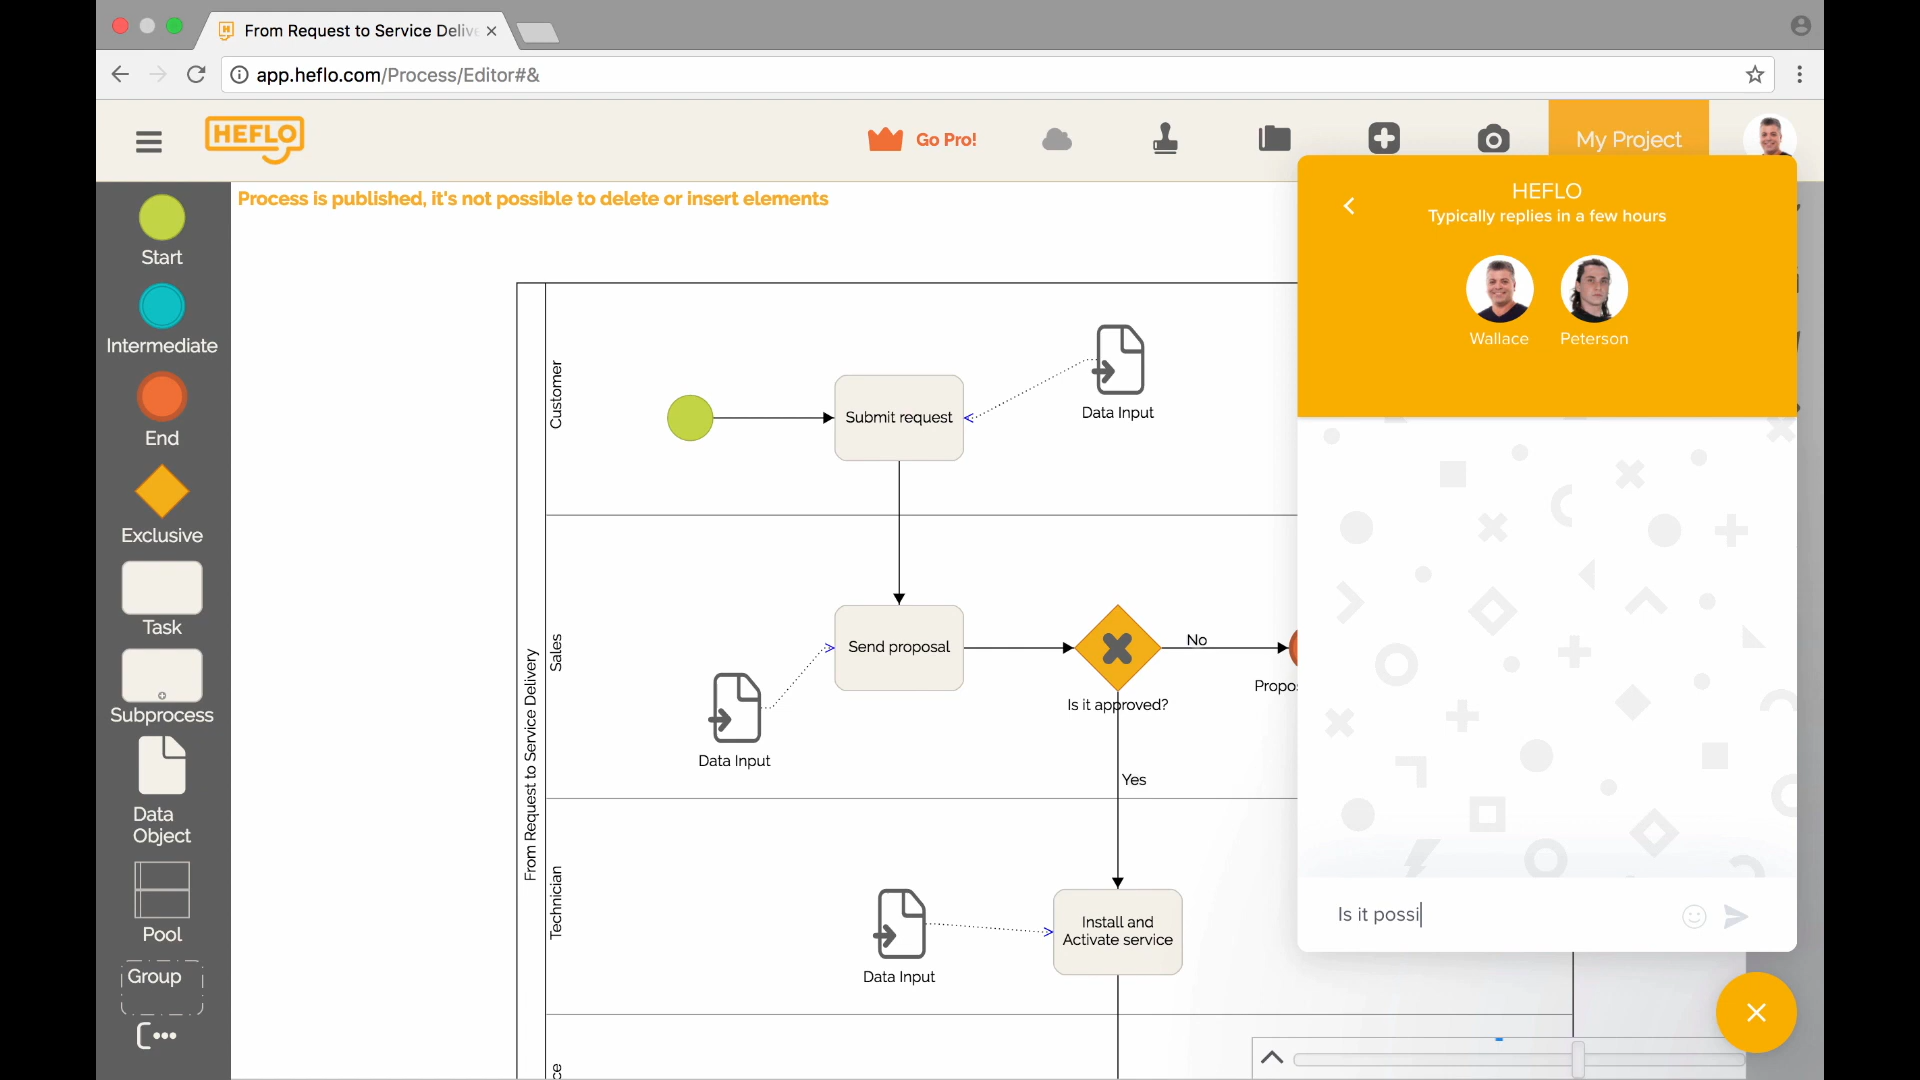 From Request to Service Delive
app.heflo.com/Process/Editor#&
HEFLO
Go Pro!
My Project
Process is published, it's not possible to delete or insert elements
Start
Intermediate
End
Exclusive
Task
Subprocess
Data
Object
Pool
Group
From Request to Service Delivery
Customer
Submit request
Data Input
Sales
Send proposal
Data Input
Is it approved?
No
Propo
Yes
Technician
Install and
Activate service
Data Input
ce
HEFLO
Typically replies in a few hours
Wallace
Peterson
Is it possi